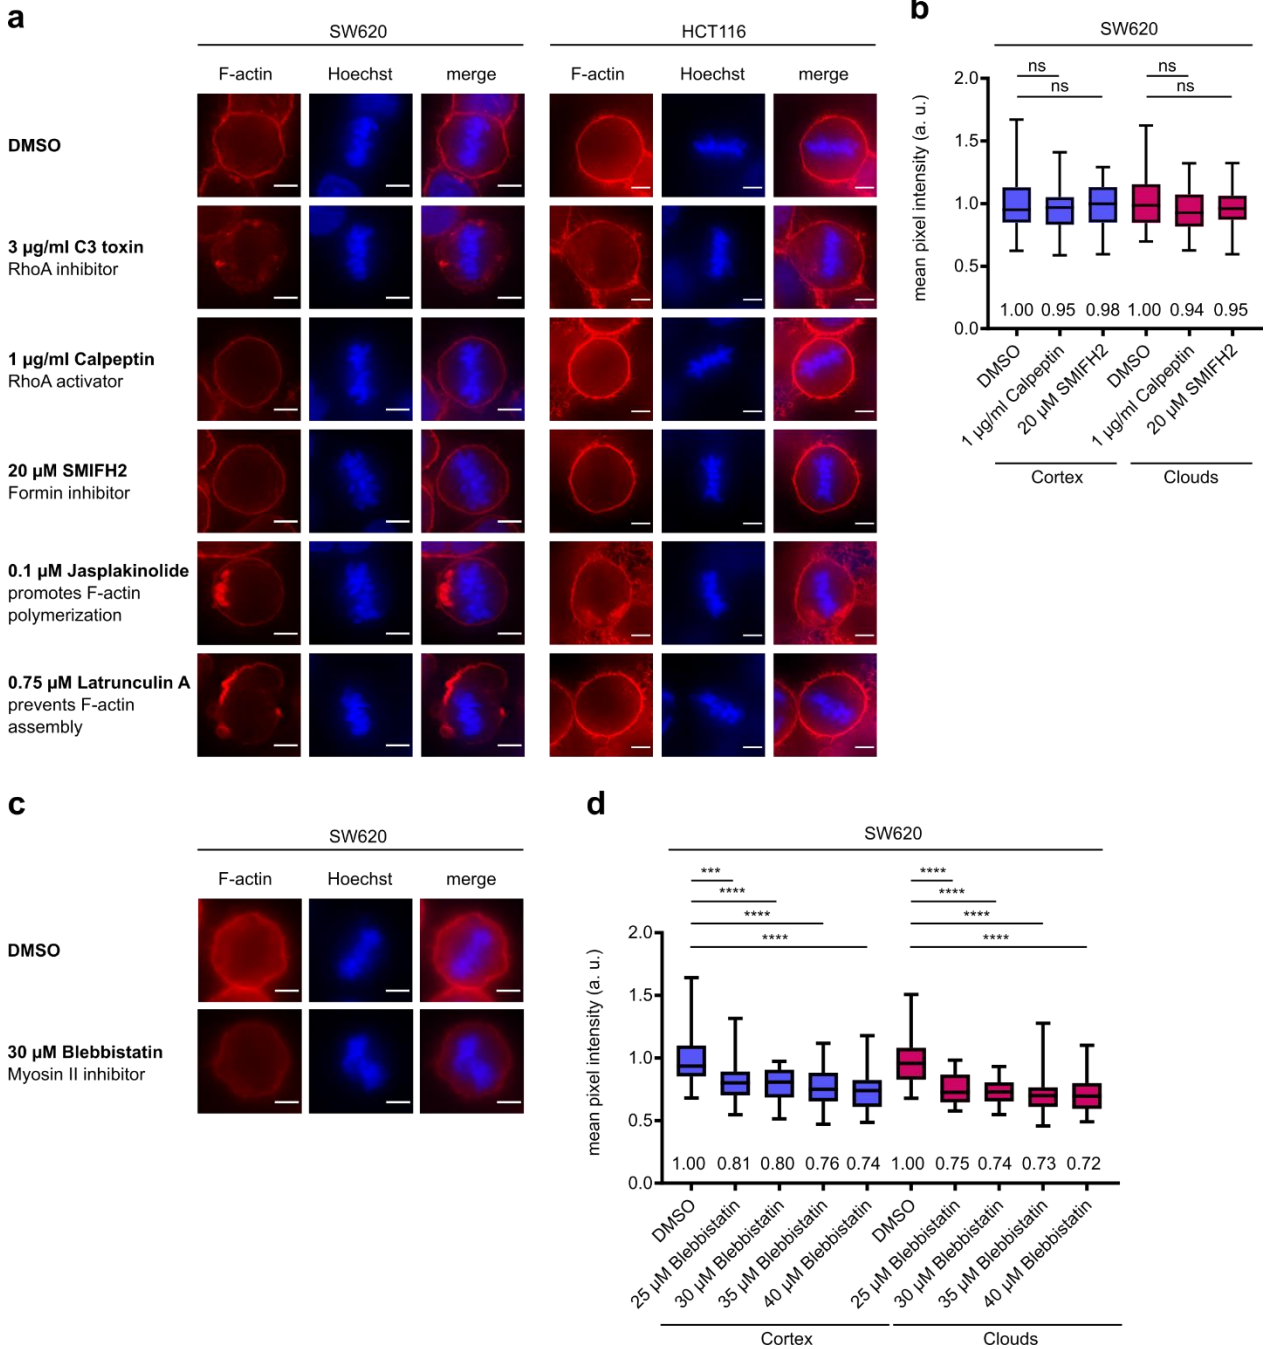 a
SW620
HCT116
F-actin Hoechst merge F-actin Hoechst merge
DMSO
3 µg/ml C3 toxin
RhoA inhibitor
1 µg/ml Calpeptin
RhoA activator
20 µM SMIFH2
Formin inhibitor
0.1 µM Jasplakinolide
promotes F-actin
polymerization
0.75 µM Latrunculin A
prevents F-actin
assembly
b
SW620
mean pixel intensity (a. u.)
2.0
1.5
1.0
0.5
0.0
ns ns
ns ns
1.00 0.95 0.98 1.00 0.94 0.95
DMSO
1 µg/ml Calpeptin
20 µM SMIFH2
DMSO
1 µg/ml Calpeptin
20 µM SMIFH2
Cortex Clouds
c
SW620
F-actin Hoechst merge
DMSO
30 µM Blebbistatin
Myosin II inhibitor
d
SW620
mean pixel intensity (a. u.)
2.0
1.5
1.0
0.5
0.0
*** ****
**** ****
**** ****
**** ****
1.00 0.81 0.80 0.76 0.74 1.00 0.75 0.74 0.73 0.72
DMSO
25 µM Blebbistatin
30 µM Blebbistatin
35 µM Blebbistatin
40 µM Blebbistatin
DMSO
25 µM Blebbistatin
30 µM Blebbistatin
35 µM Blebbistatin
40 µM Blebbistatin
Cortex Clouds